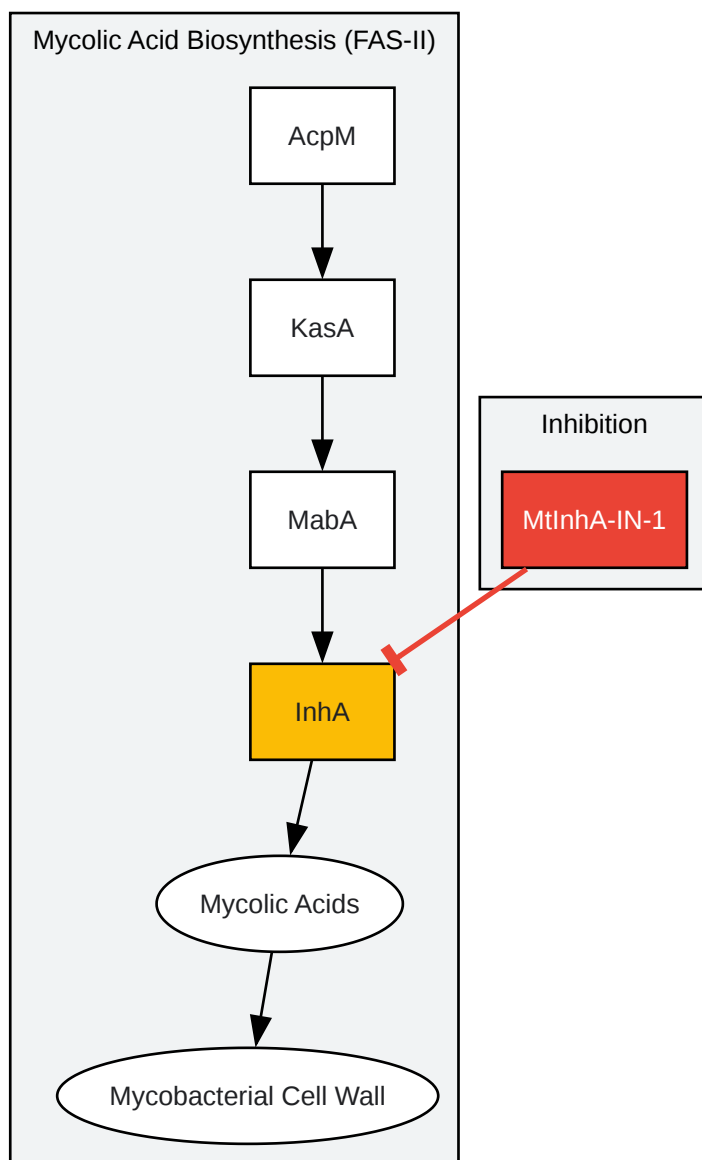 Mycolic Acid Biosynthesis (FAS-II)
AcpM
KasA
Inhibition
MabA
MtInhA-IN-1
InhA
Mycolic Acids
Mycobacterial Cell Wall